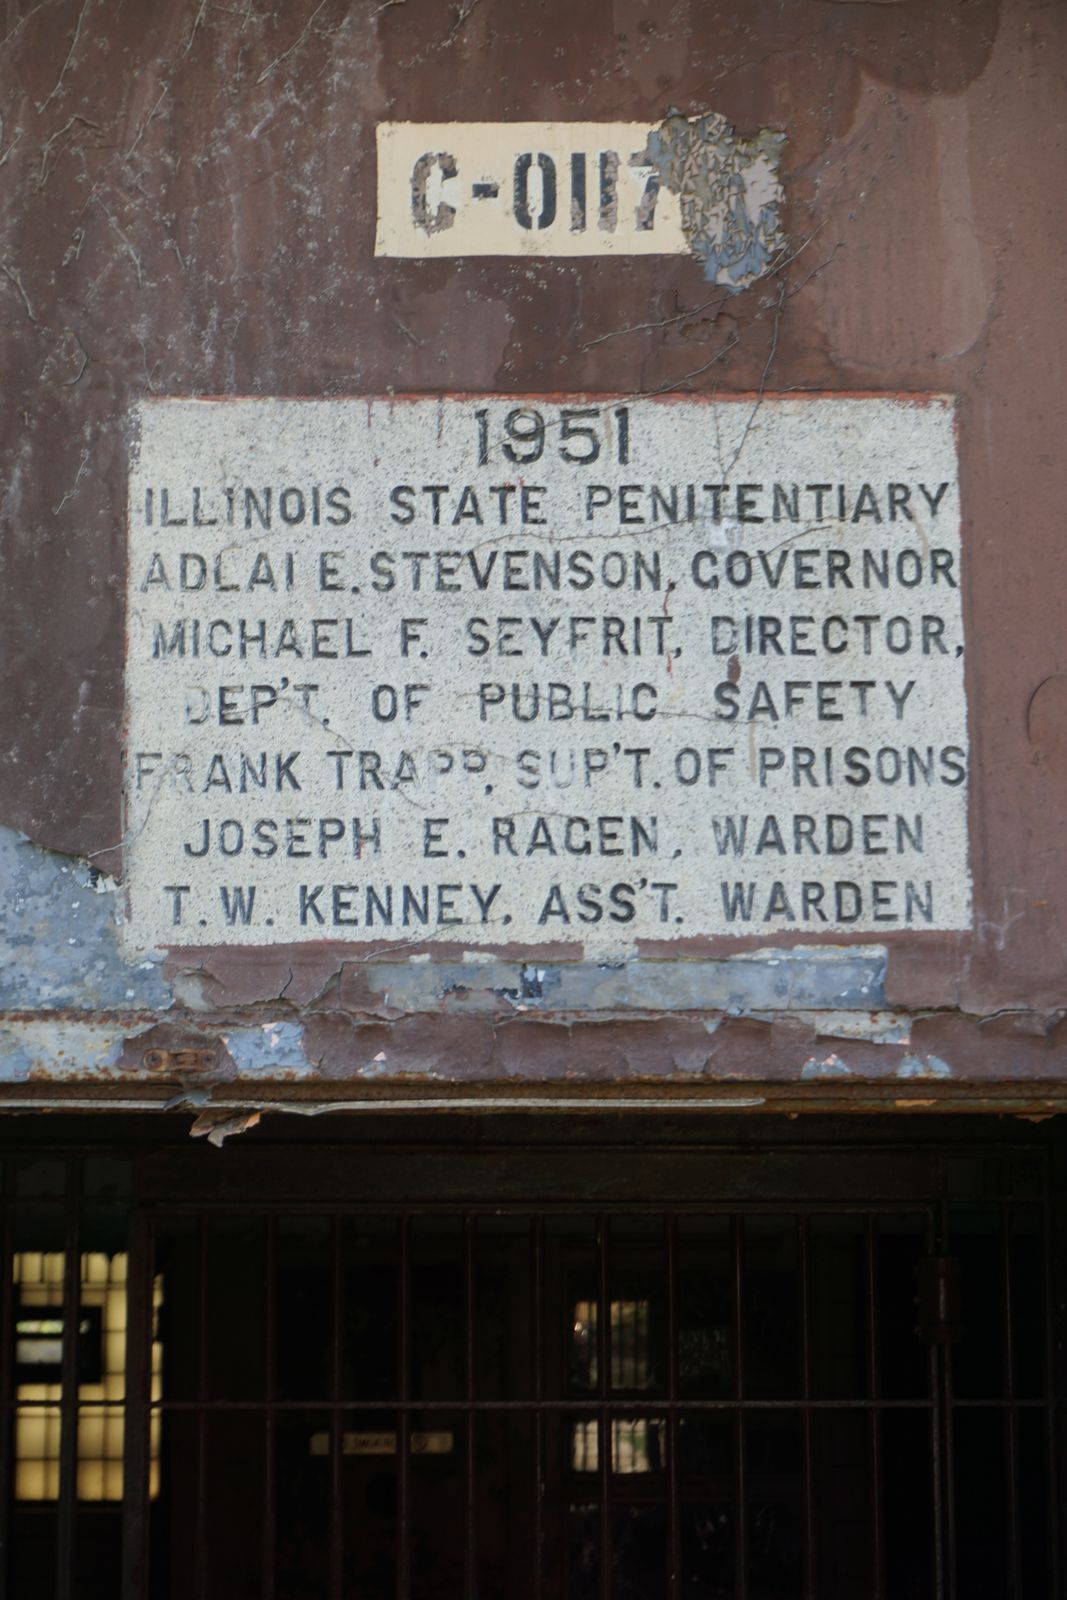 C-0117
1951
ILLINOIS STATE PENITENTIARY
ADLAI E. STEVENSON, GOVERNOR
MICHAEL F. SEYFRIT, DIRECTOR,
DEP'T. OF PUBLIC SAFETY
FRANK TRAPP, SUP'T. OF PRISONS
JOSEPH E. RAGEN, WARDEN
T. W. KENNEY, ASS'T. WARDEN